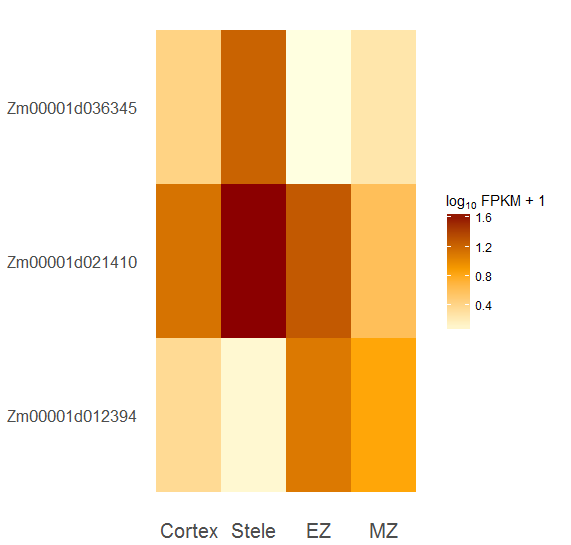 Zm00001d036345
Zm00001d021410
Zm00001d012394
Cortex Stele EZ MZ
log₁₀ FPKM + 1
1.6
1.2
0.8
0.4